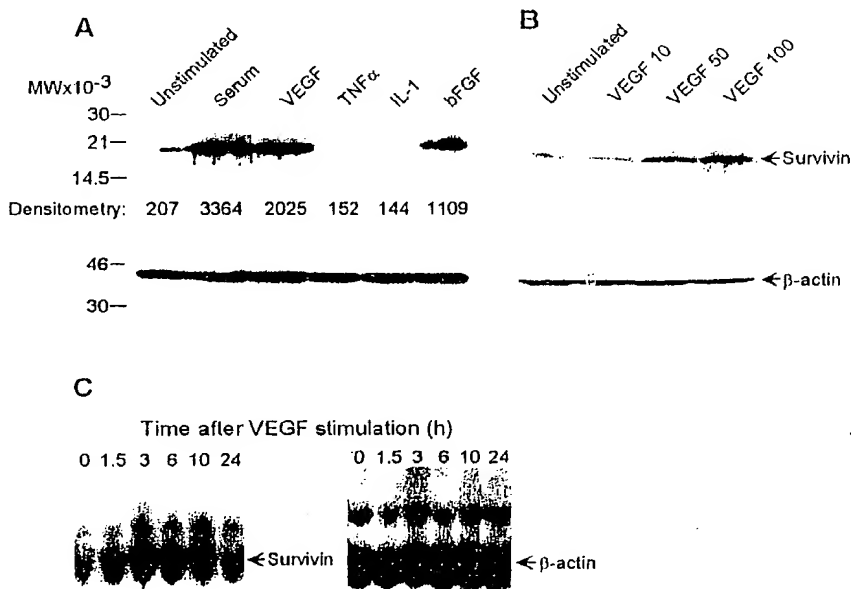 A
B
Unstimulated Serum VEGF TNFα IL-1 bFGF
Unstimulated VEGF 10 VEGF 50 VEGF 100
MWx10-3
30–
21–
14.5–
Survivin
Densitometry: 207 3364 2025 152 144 1109
46–
30–
β-actin
C
Time after VEGF stimulation (h)
0 1.5 3 6 10 24
0 1.5 3 6 10 24
Survivin
β-actin